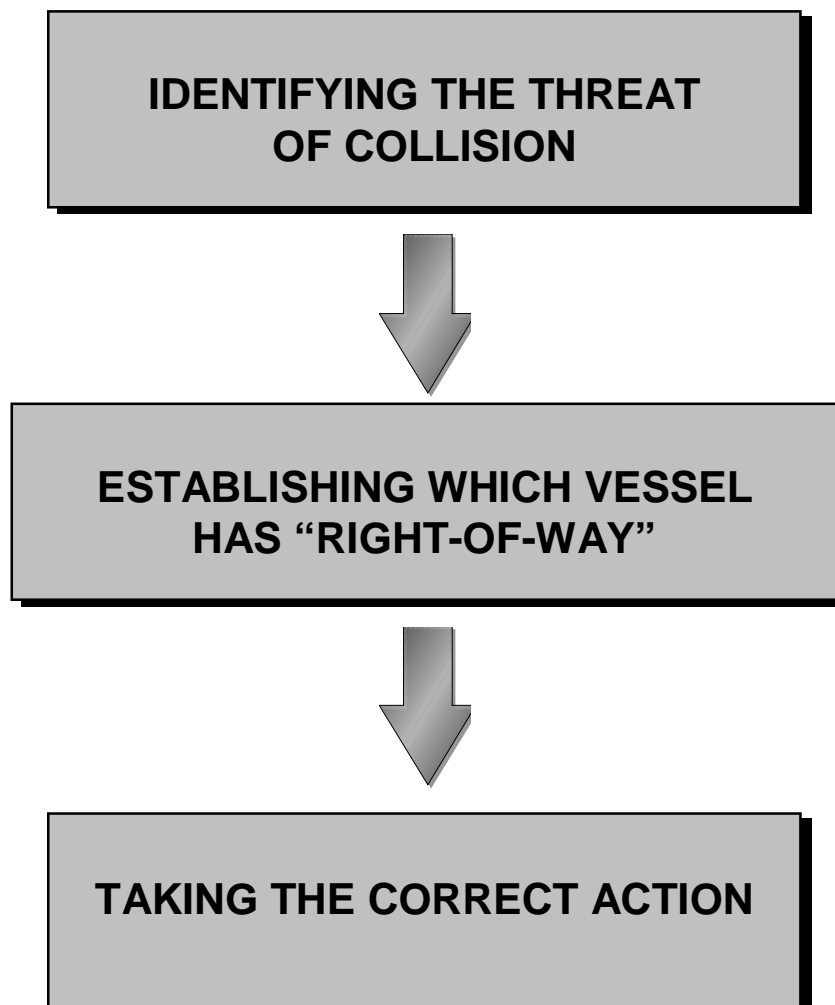 IDENTIFYING THE THREAT
OF COLLISION
ESTABLISHING WHICH VESSEL
HAS “RIGHT-OF-WAY”
TAKING THE CORRECT ACTION